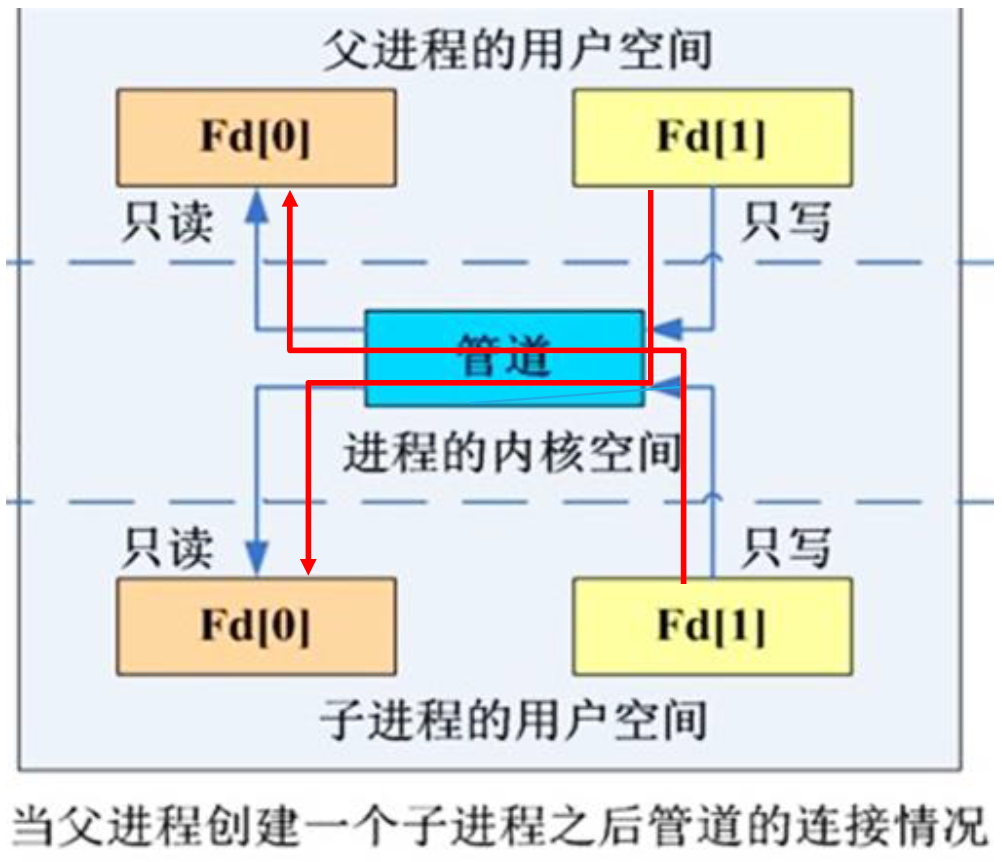 父进程的用户空间
Fd[0]
Fd[1]
只读
只写
管道
进程的内核空间
只读
只写
Fd[0]
Fd[1]
子进程的用户空间
当父进程创建一个子进程之后管道的连接情况